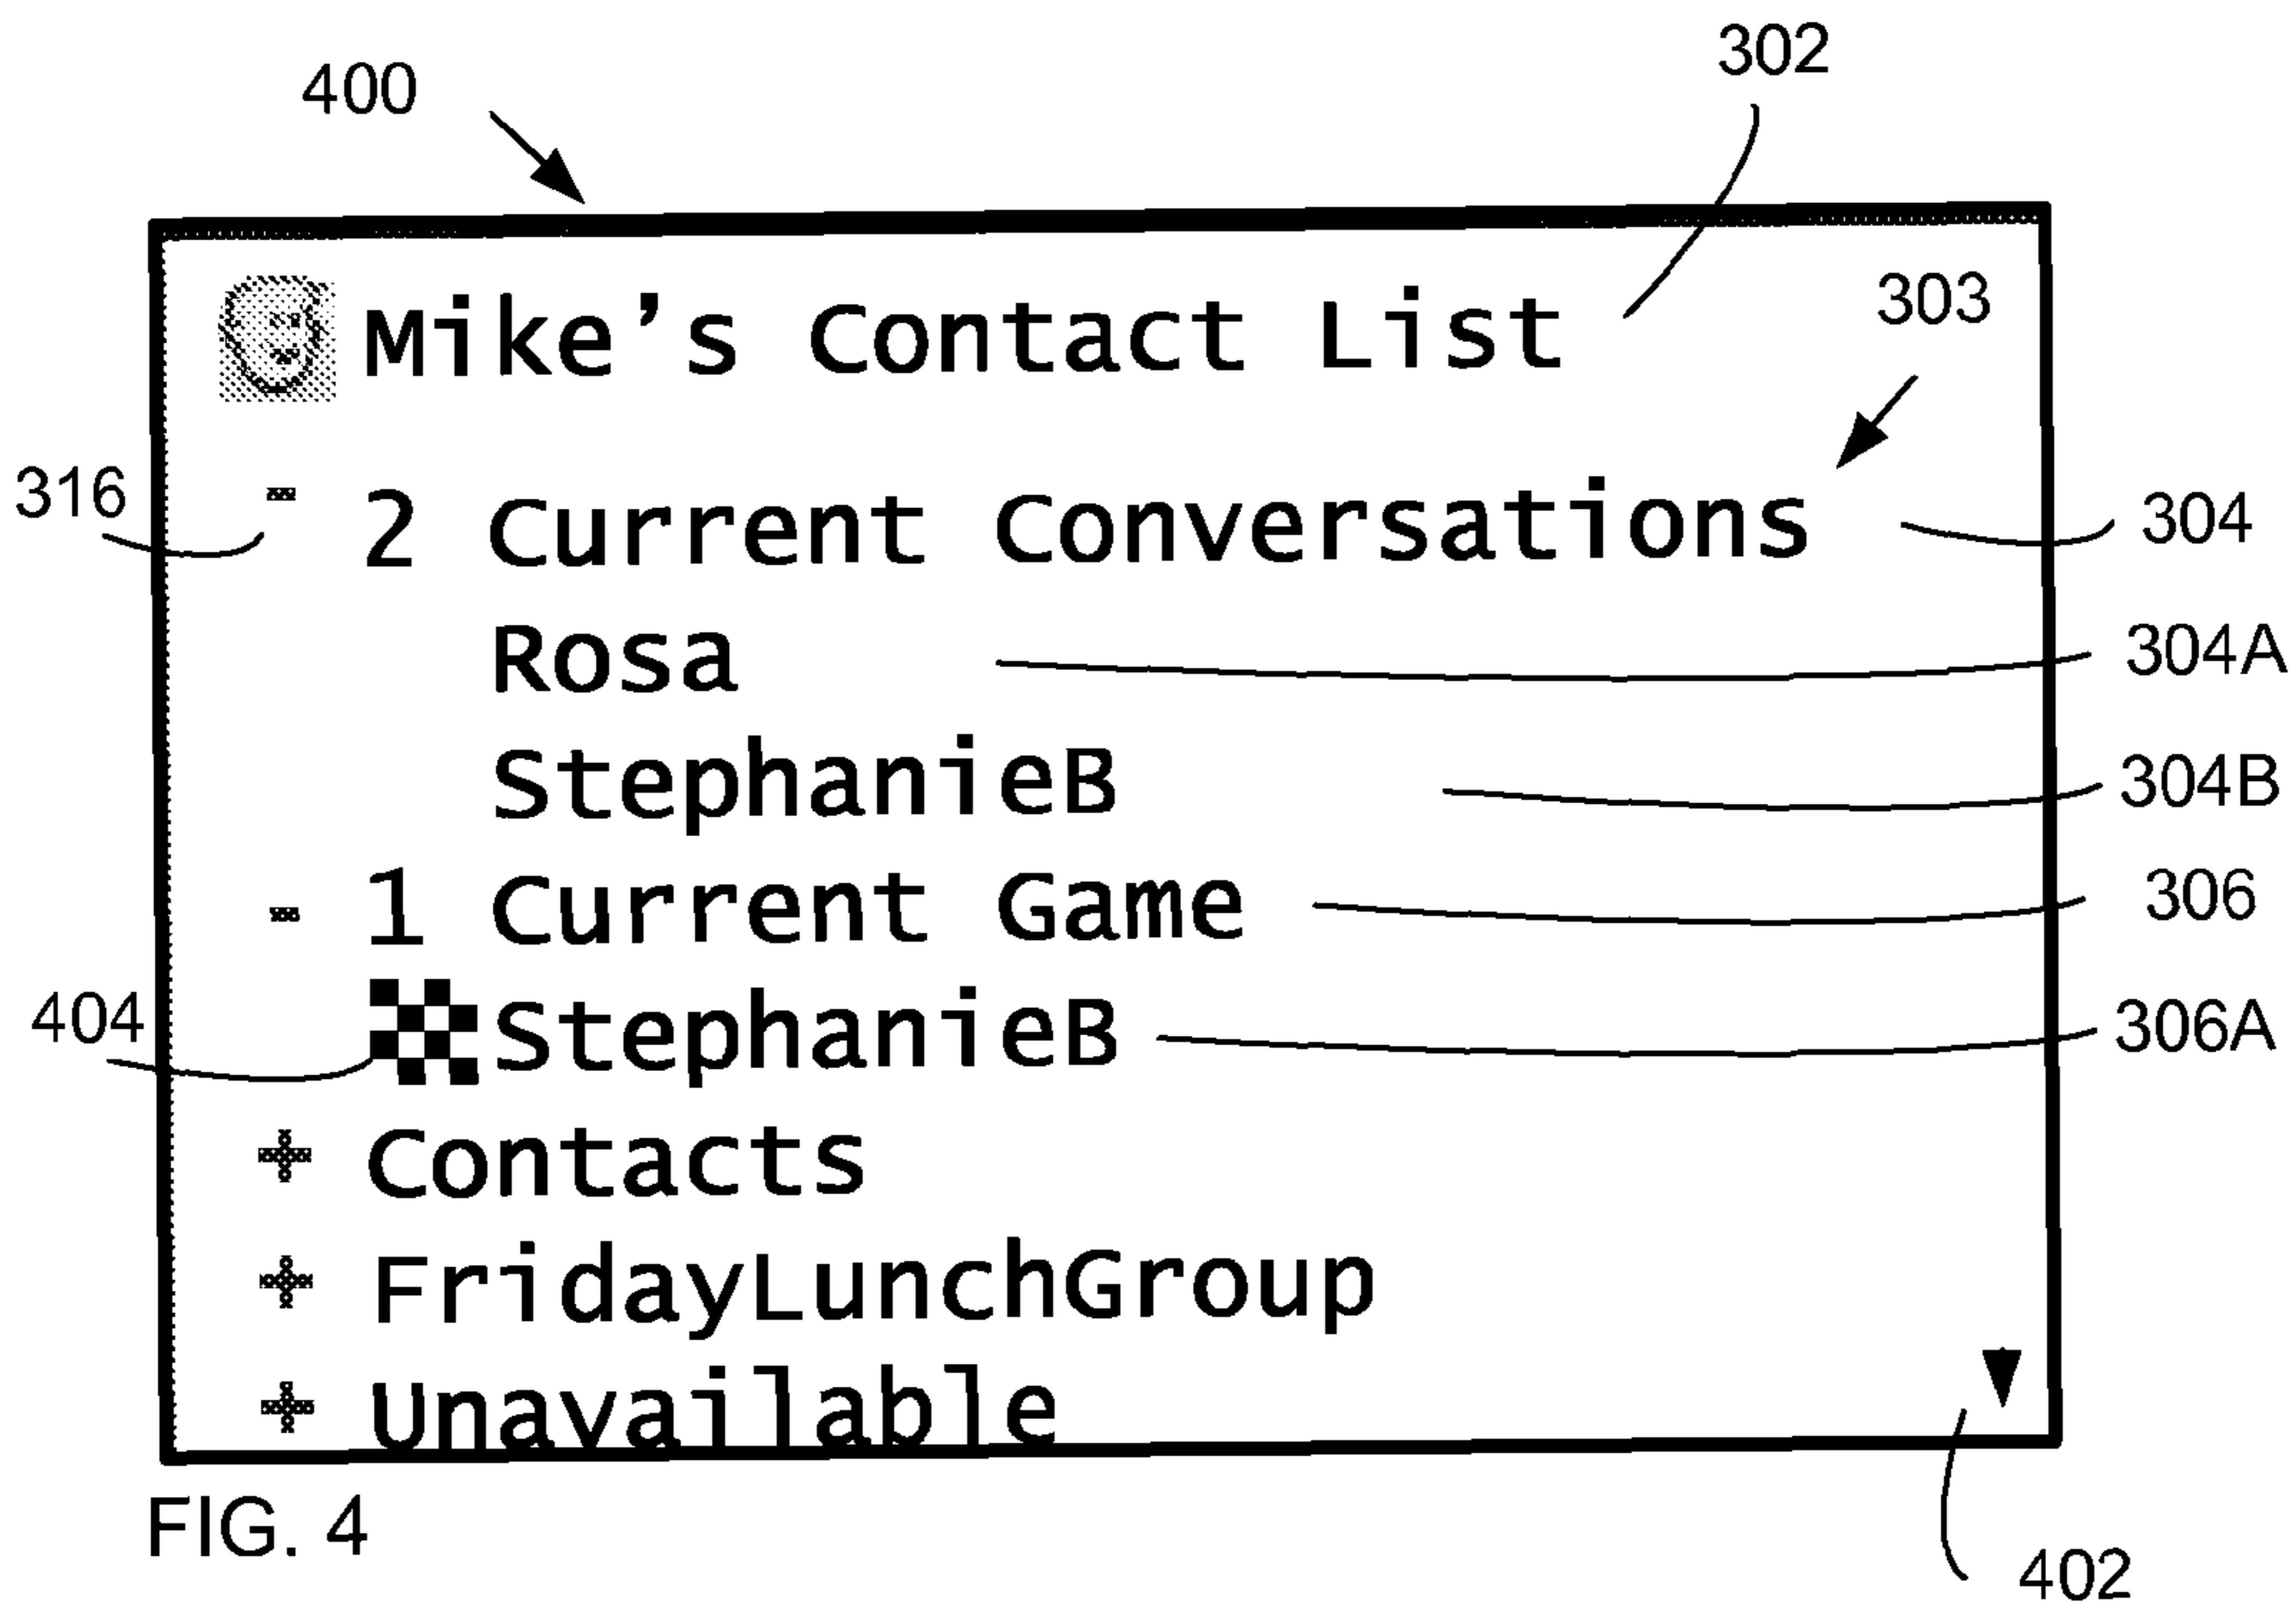 302
400
Mike's Contact List
303
316
- 2 Current Conversations
304
Rosa
304A
StephanieB
304B
- 1 Current Game
306
404
StephanieB
306A
+ Contacts
+ FridayLunchGroup
+ Unavailable
FIG. 4
402